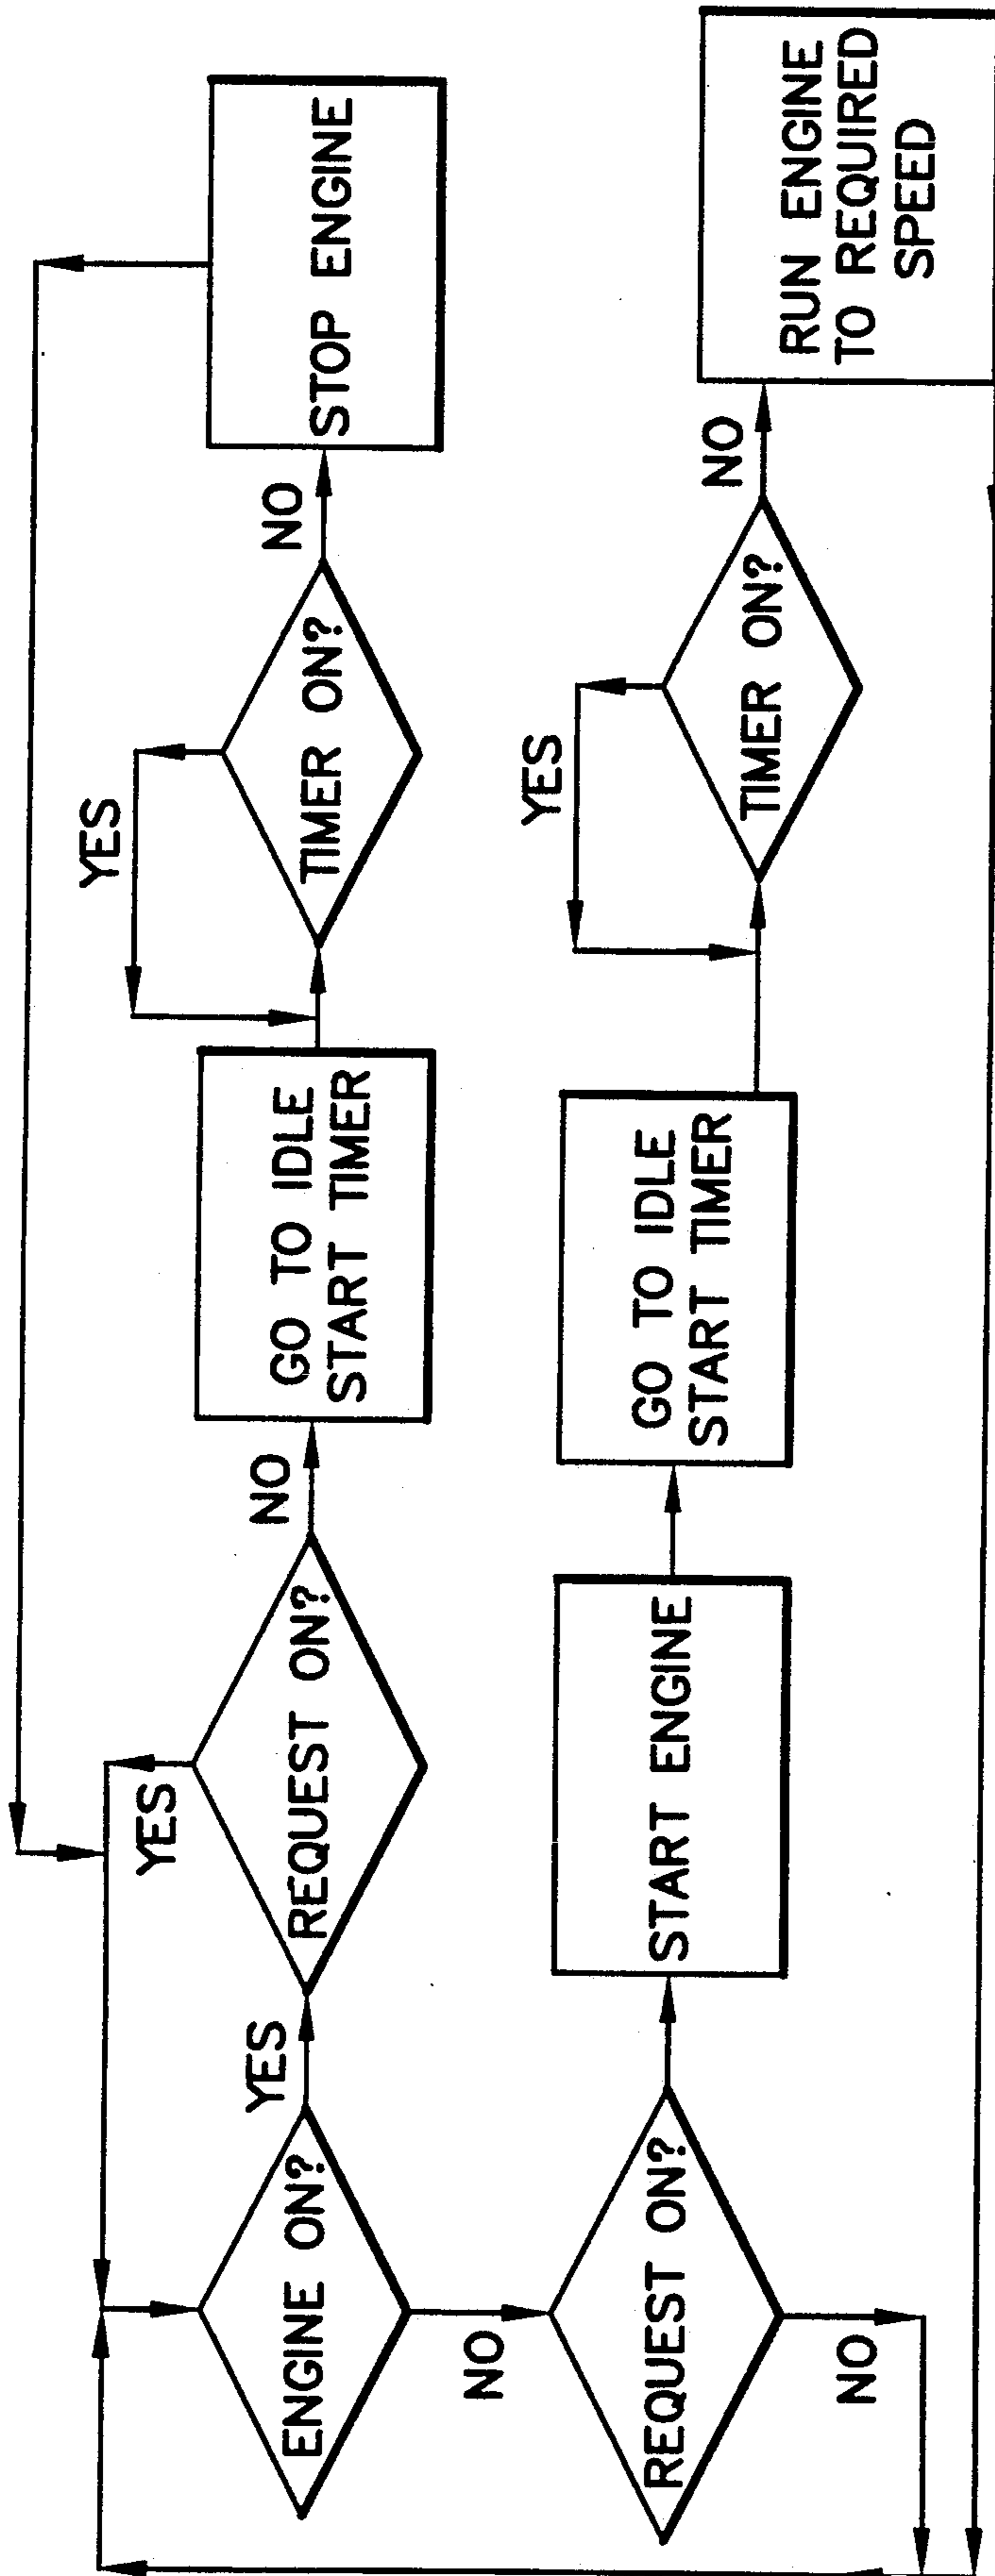 ENGINE ON?
YES
REQUEST ON?
YES
NO
GO TO IDLE
START TIMER
YES
TIMER ON?
NO
STOP ENGINE
NO
REQUEST ON?
NO
START ENGINE
GO TO IDLE
START TIMER
YES
TIMER ON?
NO
RUN ENGINE
TO REQUIRED
SPEED